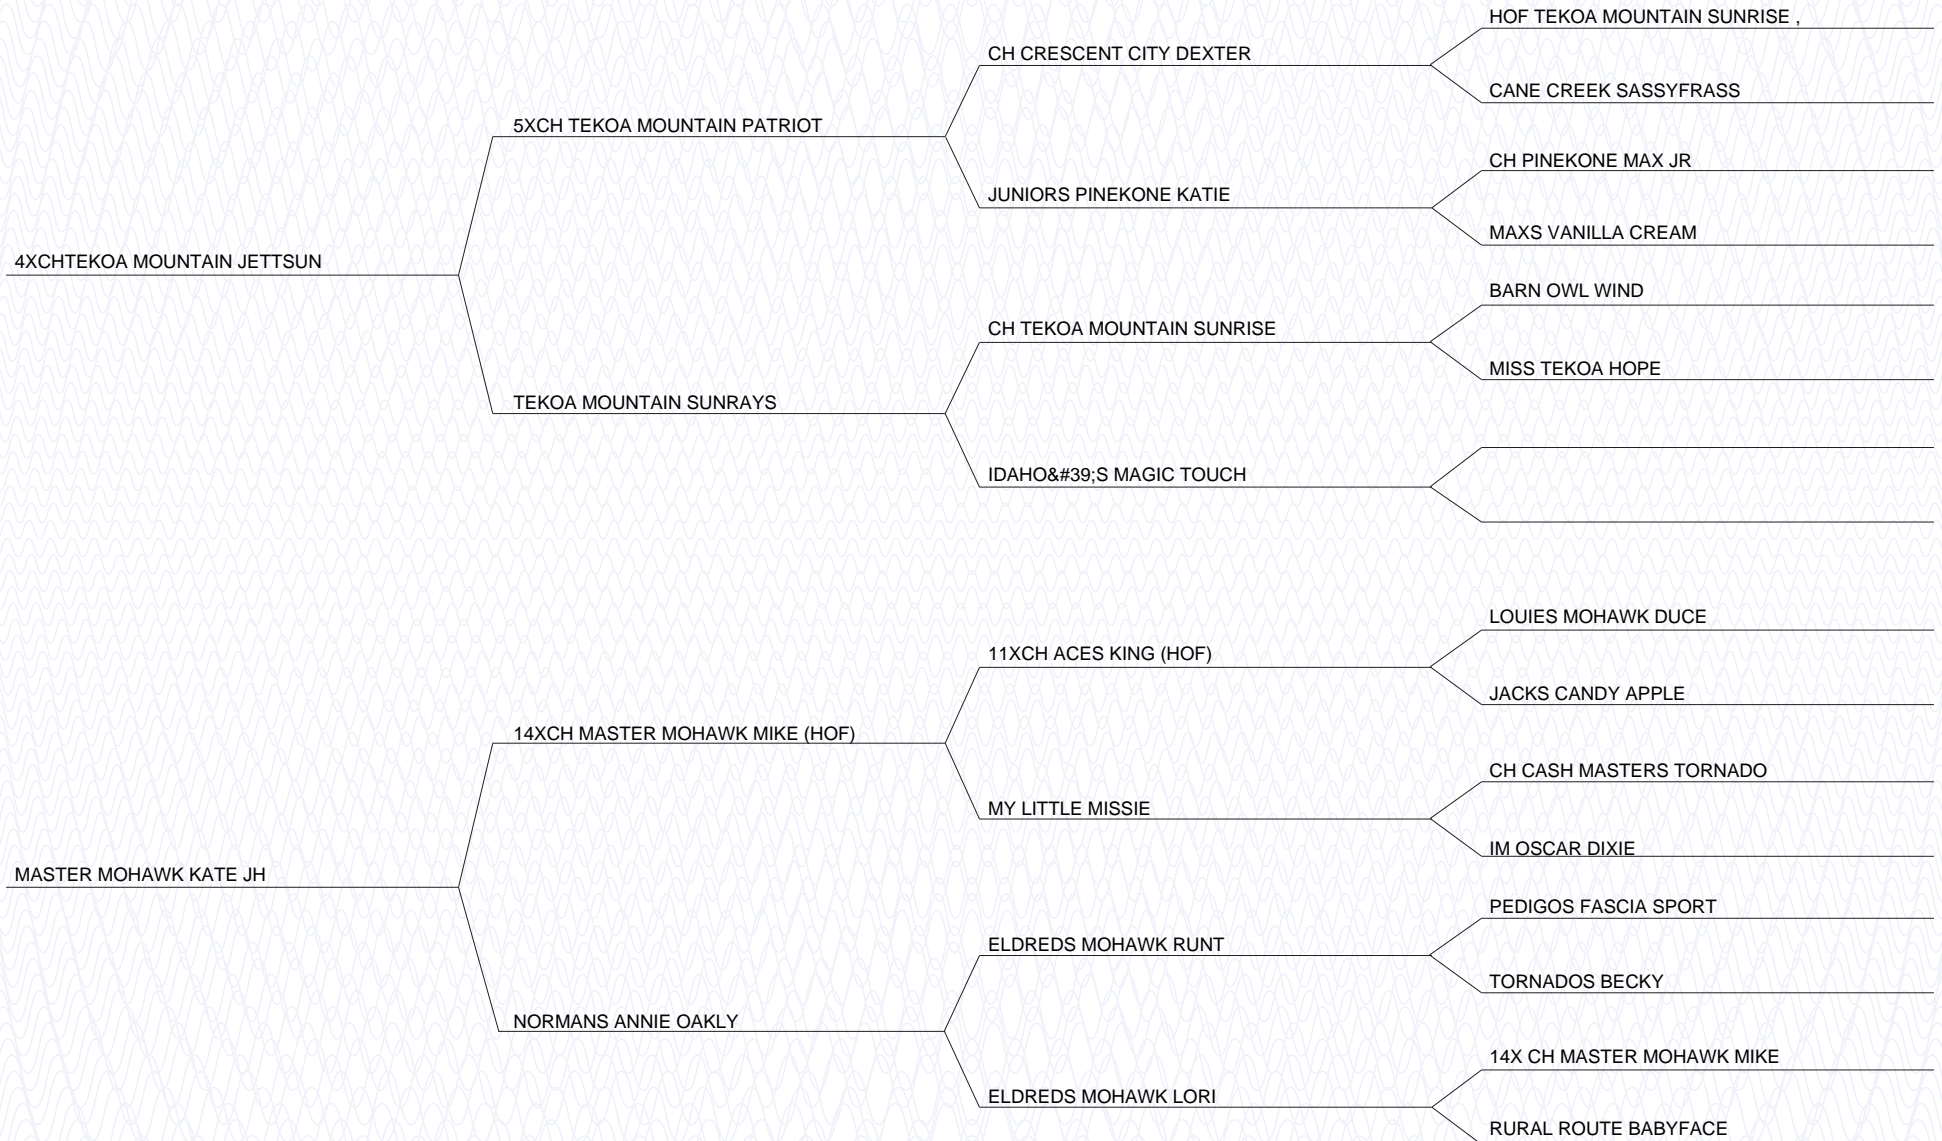 HOF TEKOA MOUNTAIN SUNRISE ,
CH CRESCENT CITY DEXTER
CANE CREEK SASSYFRASS
5XCH TEKOA MOUNTAIN PATRIOT
CH PINEKONE MAX JR
JUNIORS PINEKONE KATIE
MAXS VANILLA CREAM
4XCHTEKOA MOUNTAIN JETTSUN
BARN OWL WIND
CH TEKOA MOUNTAIN SUNRISE
MISS TEKOA HOPE
TEKOA MOUNTAIN SUNRAYS
IDAHO&#39;S MAGIC TOUCH
LOUIES MOHAWK DUCE
11XCH ACES KING (HOF)
JACKS CANDY APPLE
14XCH MASTER MOHAWK MIKE (HOF)
CH CASH MASTERS TORNADO
MY LITTLE MISSIE
IM OSCAR DIXIE
MASTER MOHAWK KATE JH
PEDIGOS FASCIA SPORT
ELDREDS MOHAWK RUNT
TORNADOS BECKY
NORMANS ANNIE OAKLY
14X CH MASTER MOHAWK MIKE
ELDREDS MOHAWK LORI
RURAL ROUTE BABYFACE